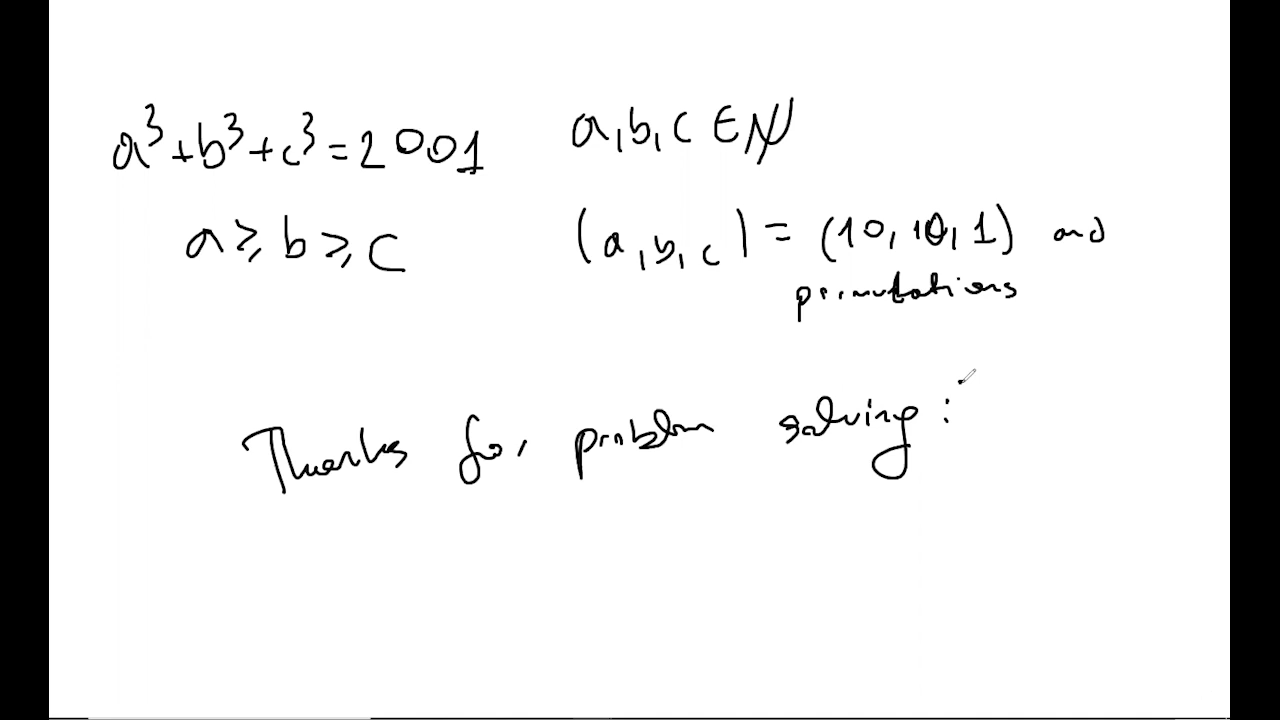 a³+b³+c³=2001 a,b,c ∈ ℕ
a ≥ b ≥ c (a,b,c) = (10,10,1) and
permutations
Thanks for problem solving :